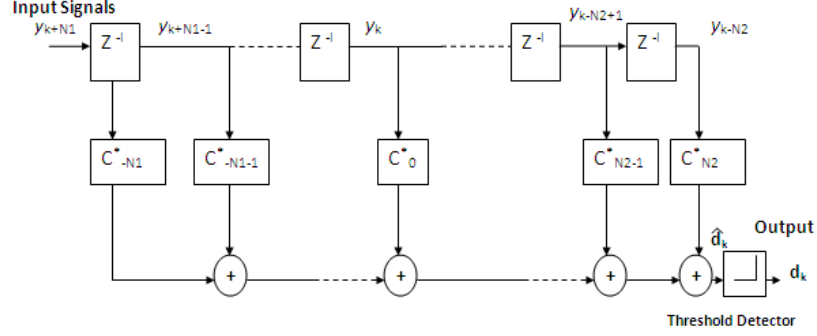 Input Signals
y_{k+N1} y_{k+N1-1} y_k y_{k-N2+1} y_{k-N2}
Z^{-I} Z^{-I} Z^{-I} Z^{-I}
C^*_{-N1} C^*_{-N1-1} C^*_0 C^*_{N2-1} C^*_{N2}
d̂_k Output
+ + + +
d_k
Threshold Detector